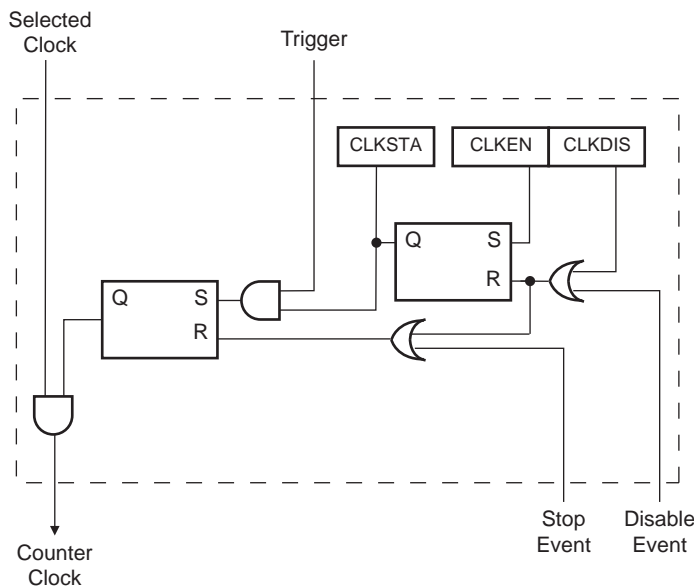 Selected
Clock
Trigger
CLKSTA
CLKEN
CLKDIS
Q
S
R
Q
S
R
Stop
Event
Disable
Event
Counter
Clock